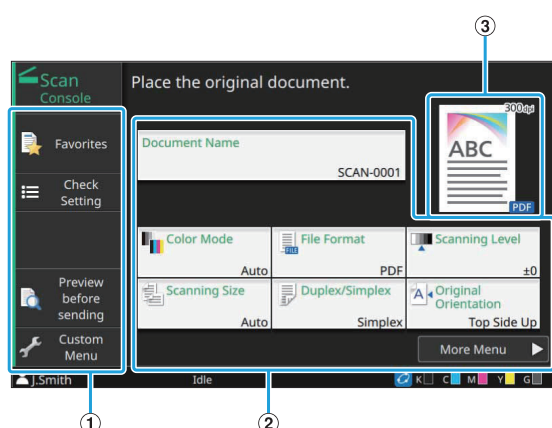 ③
Scan
Console
Place the original document.
300dpi
Favorites
Document Name
ABC
SCAN-0001
Check
Setting
PDF
Color Mode
File Format
Scanning Level
FILE
Auto
PDF
±0
Preview
before
sending
Scanning Size
Duplex/Simplex
A
Original
Orientation
Auto
Simplex
Top Side Up
Custom
Menu
More Menu
J.Smith
Idle
K C M Y G
①
②